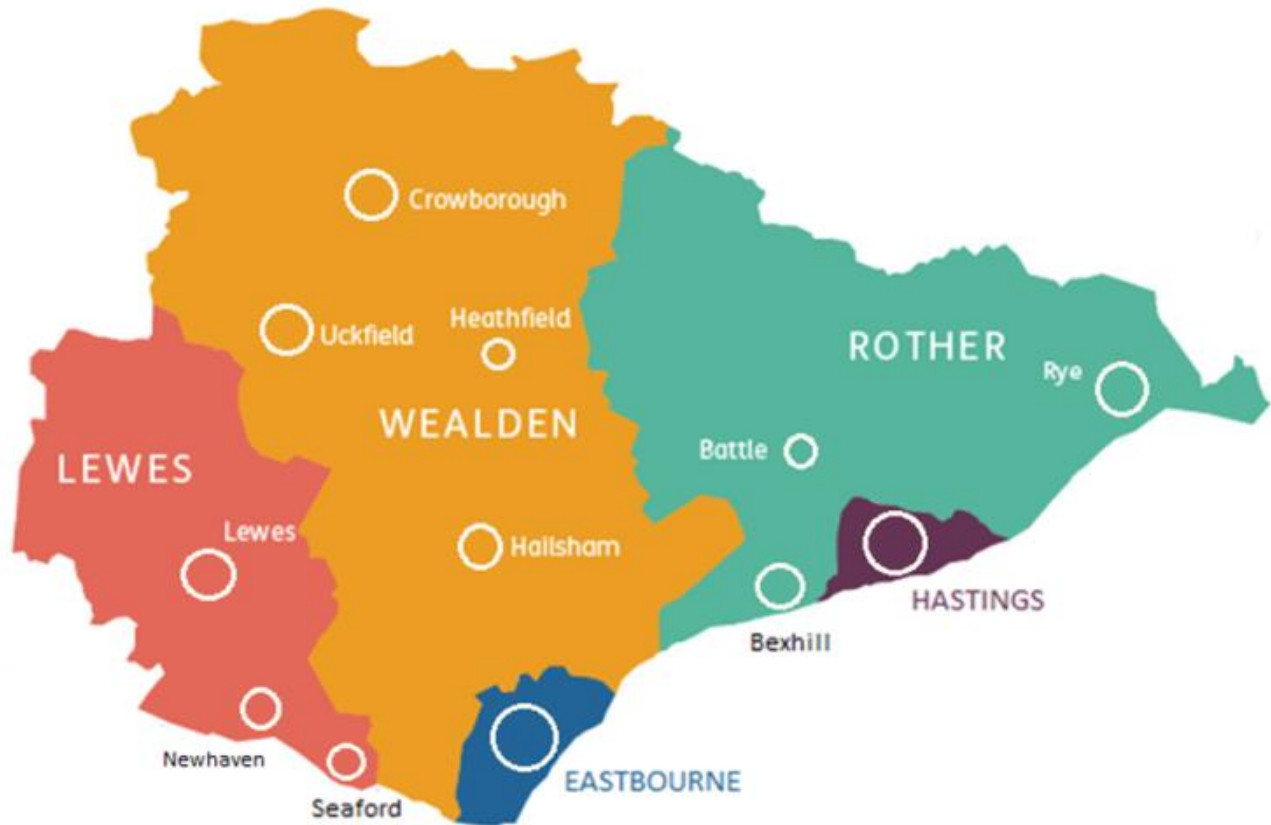 Crowborough
Uckfield
Heathfield
ROTHER
Rye
WEALDEN
Battle
LEWES
Lewes
Hailsham
HASTINGS
Bexhill
Newhaven
EASTBOURNE
Seaford